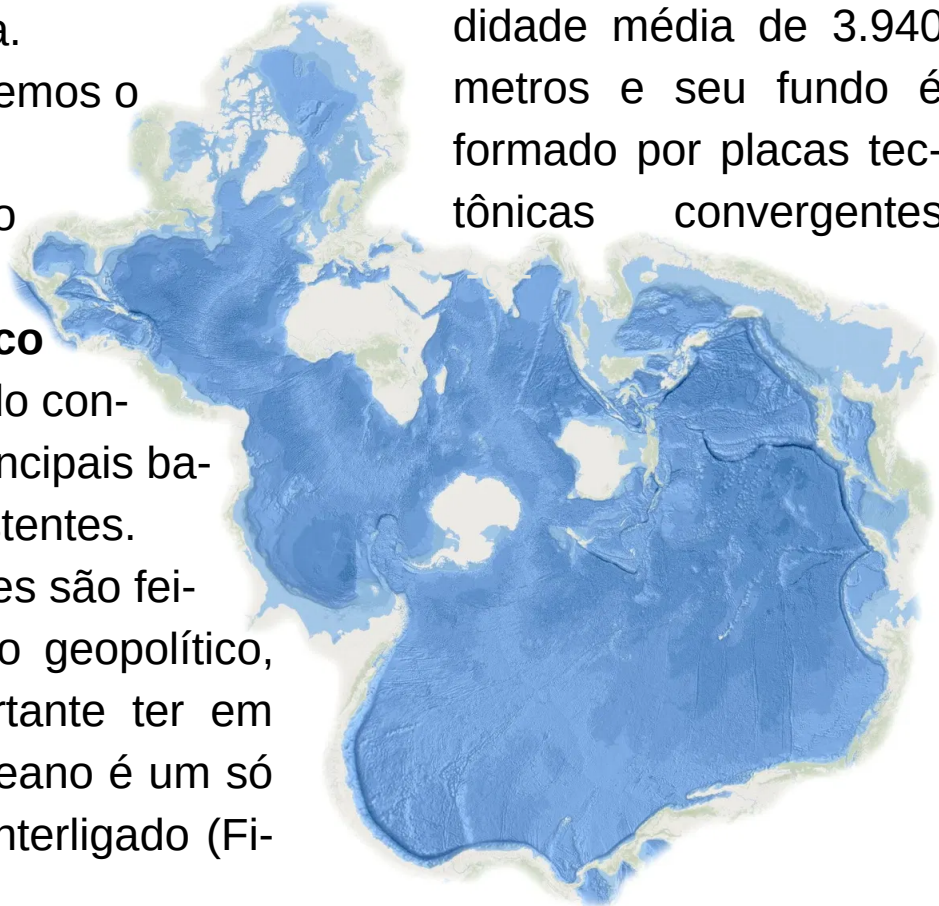 a.
emos o
o
co
do con-
ncipais ba-
tentes.
es são fei-
o geopolítico,
rtante ter em
eano é um só
nterligado (Fi-
didade média de 3.940
metros e seu fundo é
formado por placas tec-
tônicas convergentes